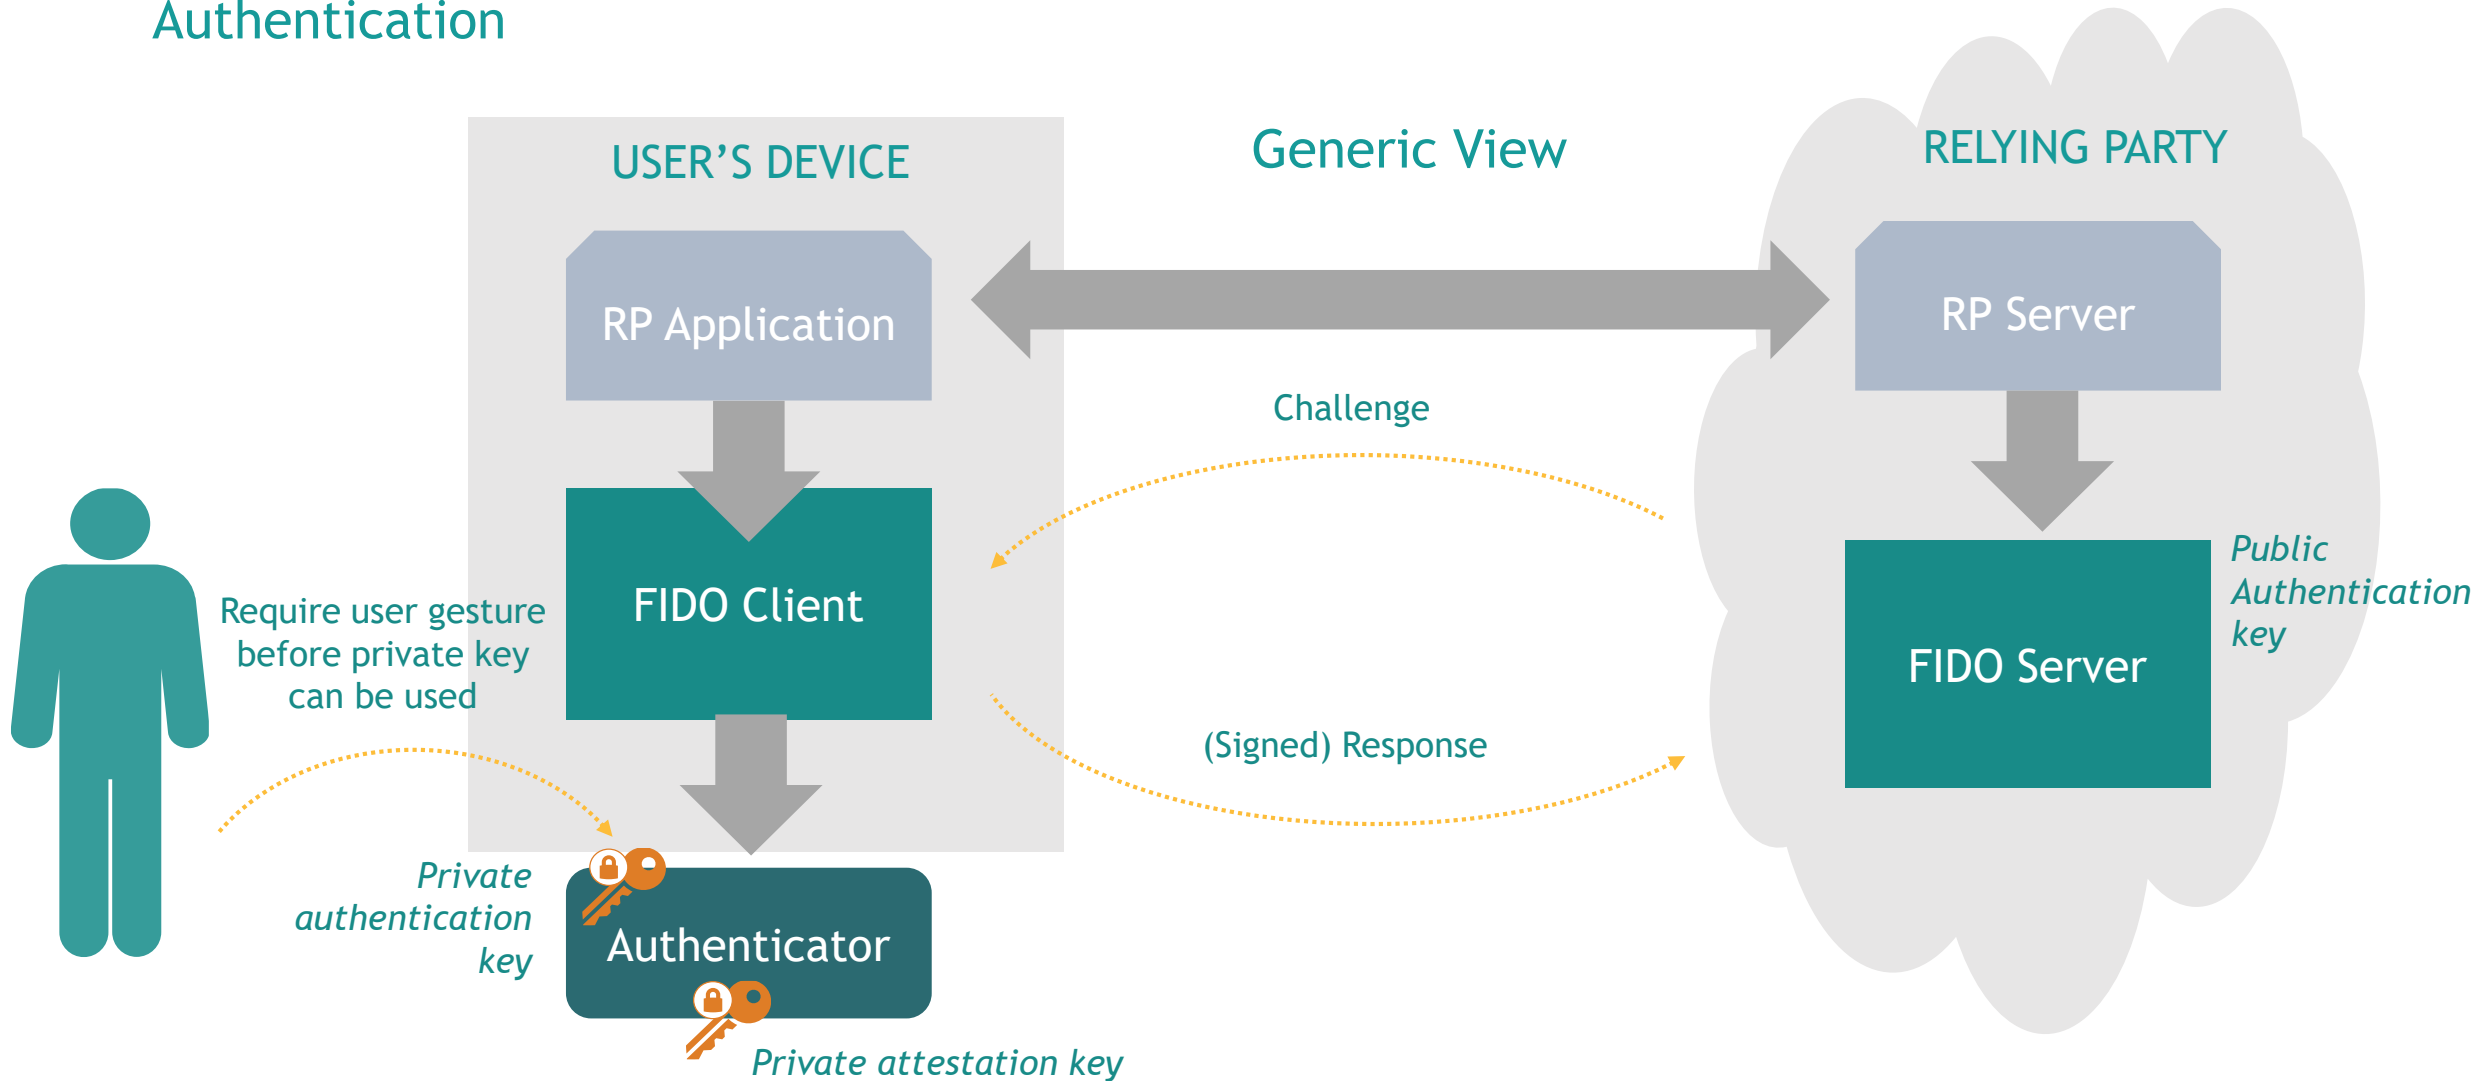 Authentication
Generic View
USER’S DEVICE
RELYING PARTY
RP Application
RP Server
Challenge
FIDO Client
Require user gesture
before private key
can be used
Public
Authentication
key
FIDO Server
(Signed) Response
Private
authentication
key
Authenticator
Private attestation key